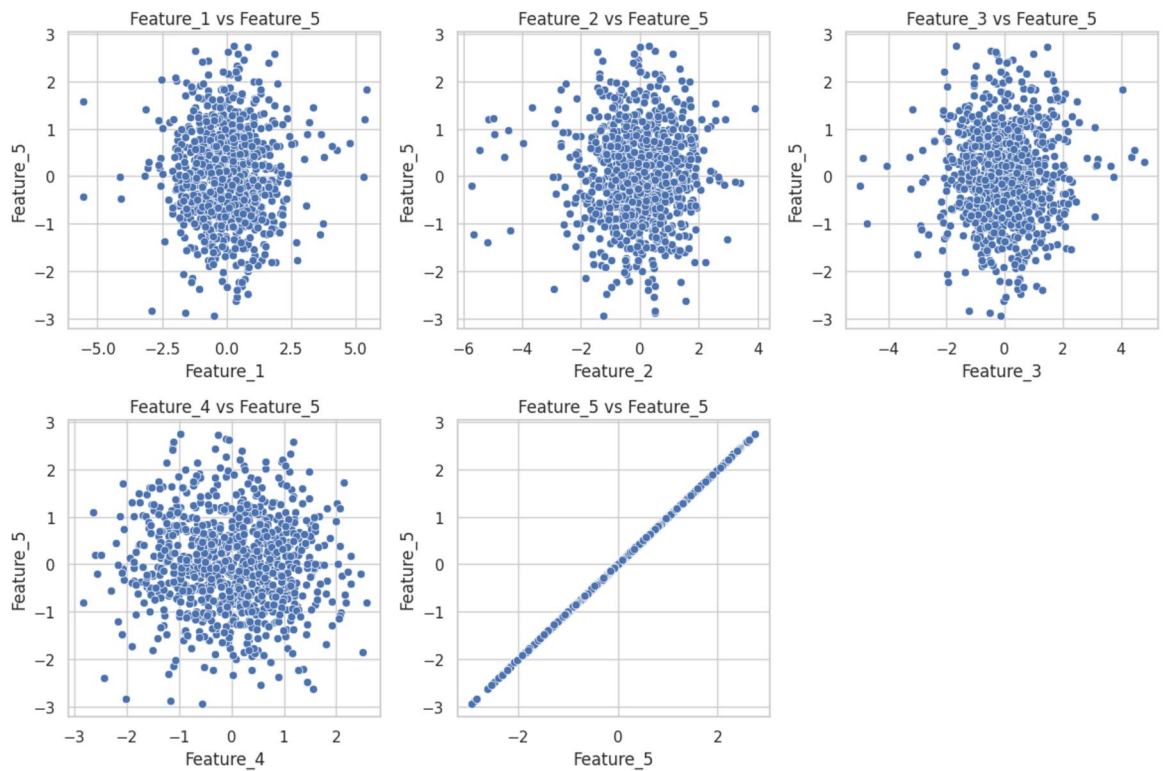 Feature_1 vs Feature_5
Feature_2 vs Feature_5
Feature_3 vs Feature_5
3
2
1
0
−1
−2
−3
Feature_5
−5.0 −2.5 0.0 2.5 5.0
Feature_1
3
2
1
0
−1
−2
−3
Feature_5
−6 −4 −2 0 2 4
Feature_2
3
2
1
0
−1
−2
−3
Feature_5
−4 −2 0 2 4
Feature_3
Feature_4 vs Feature_5
Feature_5 vs Feature_5
3
2
1
0
−1
−2
−3
Feature_5
−3 −2 −1 0 1 2
Feature_4
3
2
1
0
−1
−2
−3
Feature_5
−2 0 2
Feature_5